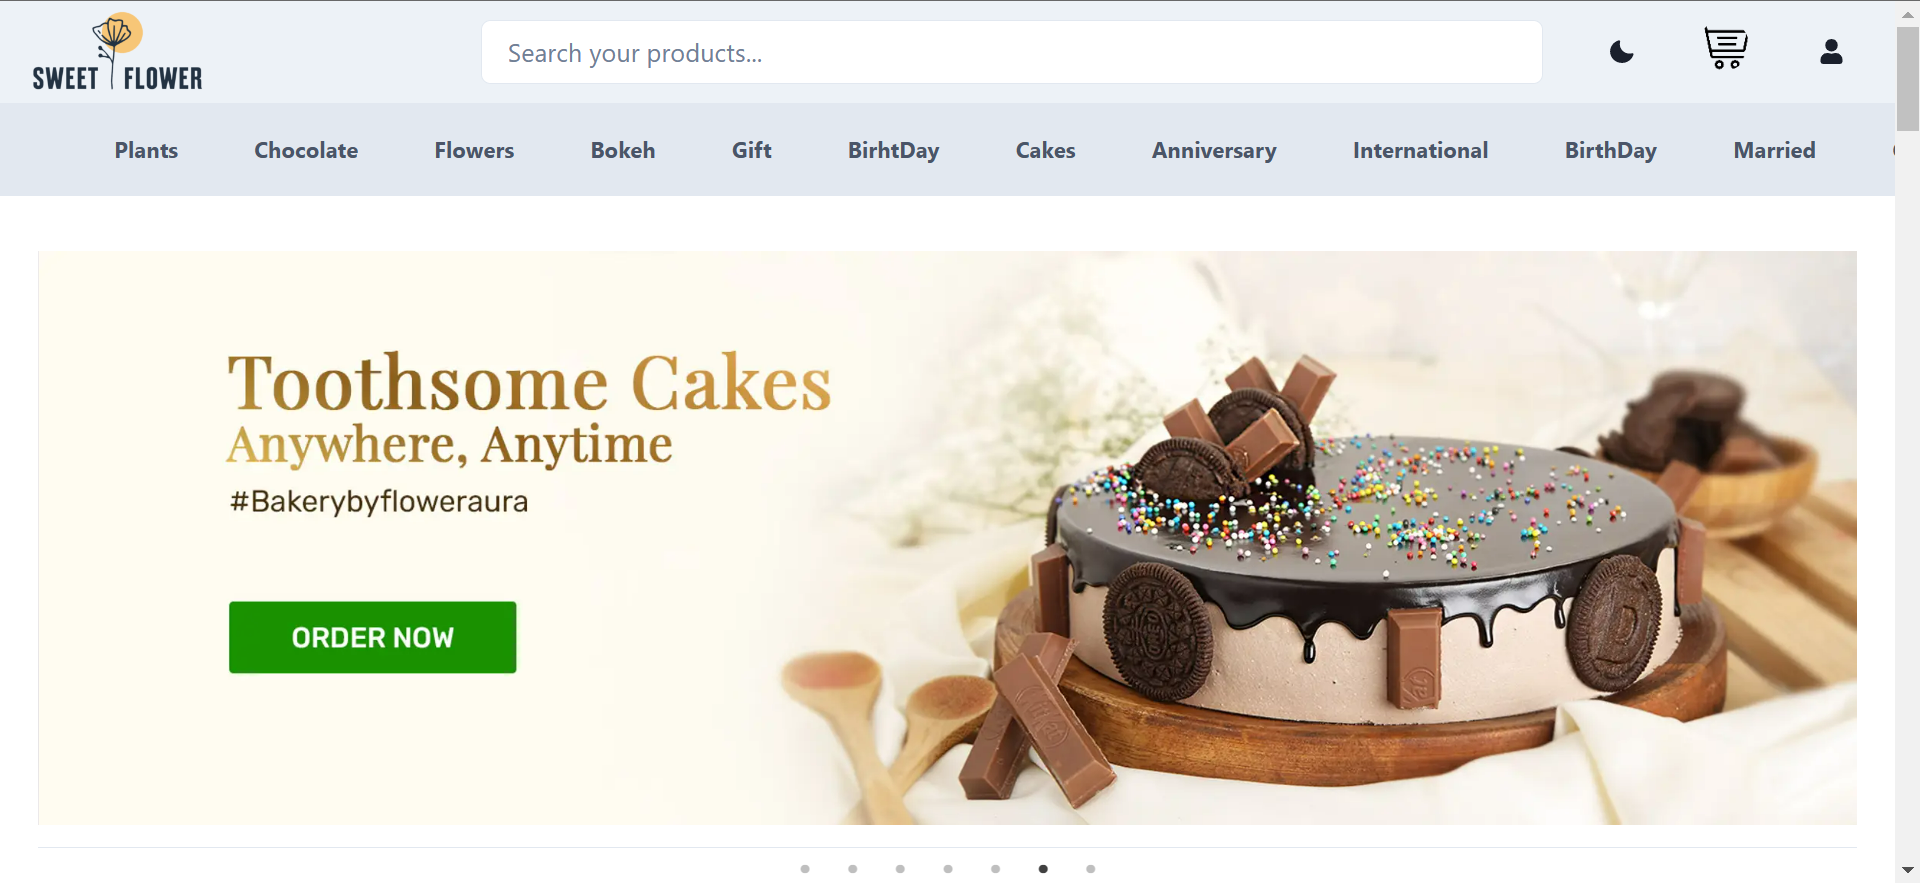 SWEET FLOWER
Search your products...
Plants Chocolate Flowers Bokeh Gift BirhtDay Cakes Anniversary International BirthDay Married
Toothsome Cakes
Anywhere, Anytime
#Bakerybyfloweraura
ORDER NOW